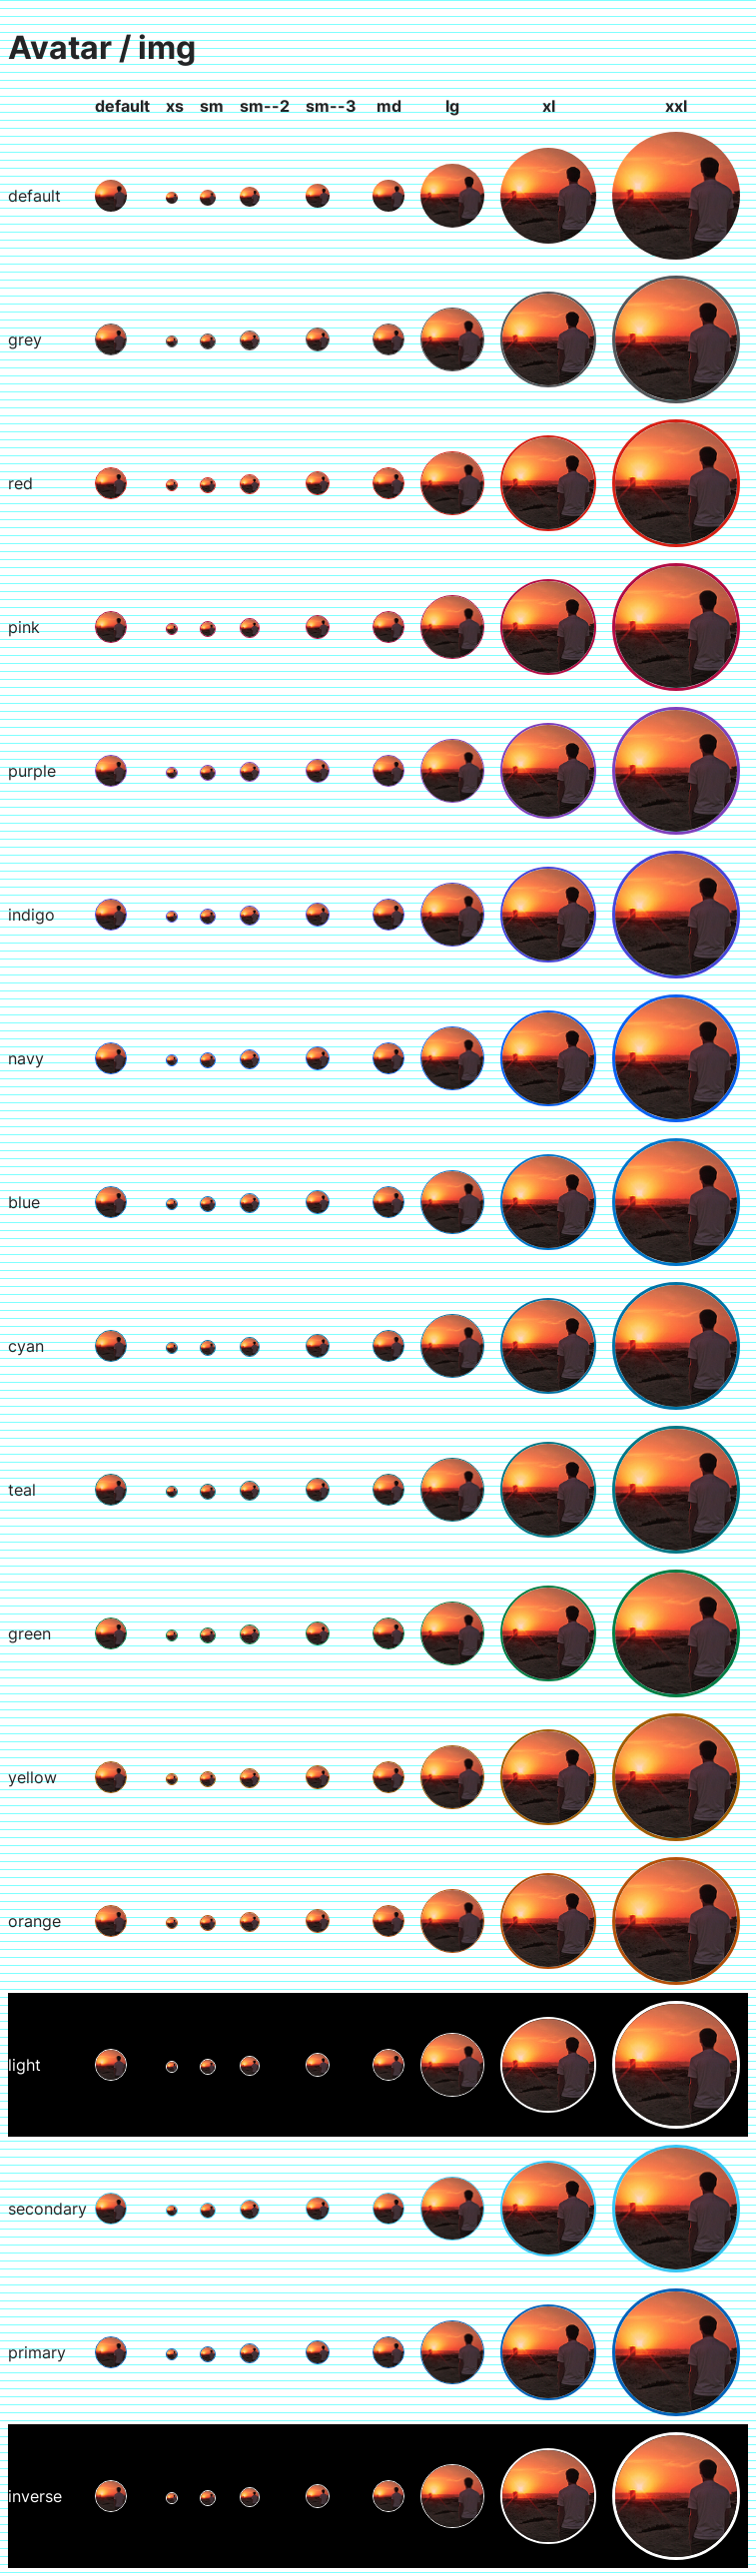 Avatar / img
default xs sm sm--2 sm--3 md lg xl xxl
default
grey
red
pink
purple
indigo
navy
blue
cyan
teal
green
yellow
orange
light
secondary
primary
inverse